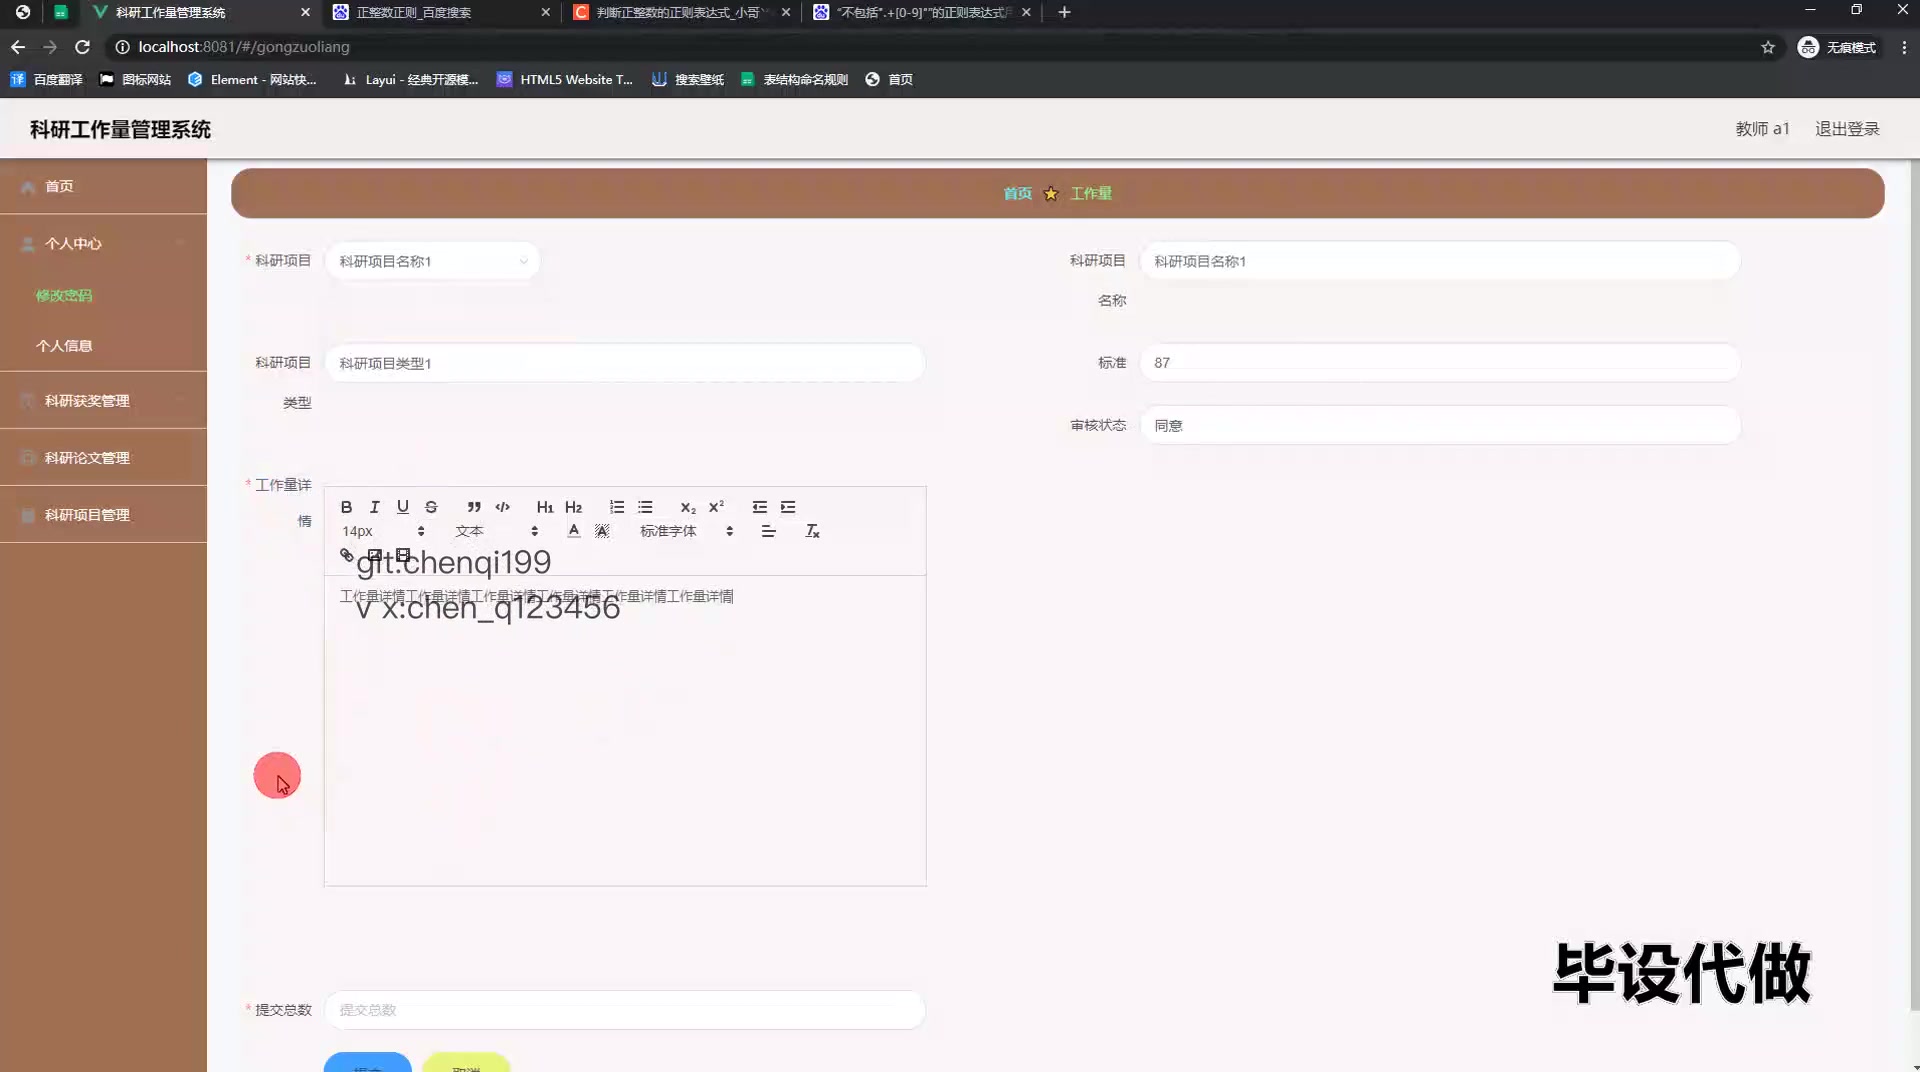 科研工作量管理系统
正整数正则_百度搜索
判断正整数的正则表达式_小哥
"不包括".+[0-9]""的正则表达式
localhost:8081/#/gongzuoliang
无痕模式
百度翻译
图标网站
Element - 网站快...
Layui - 经典开源模...
HTML5 Website T...
搜索壁纸
表结构命名规则
首页
科研工作量管理系统
教师 a1
退出登录
首页
个人中心
修改密码
个人信息
科研获奖管理
科研论文管理
科研项目管理
首页 工作量
* 科研项目
科研项目名称1
科研项目
名称
科研项目名称1
科研项目
类型
科研项目类型1
标准
87
审核状态
同意
* 工作量详
情
B I U S H1 H2 X₂ X²
14px 文本 A A 标准字体
git:chenqi199
工作量详情工作量详情工作量详情工作量详情工作量详情工作量详情
v x:chen_q123456
* 提交总数
提交总数
提交
取消
毕设代做